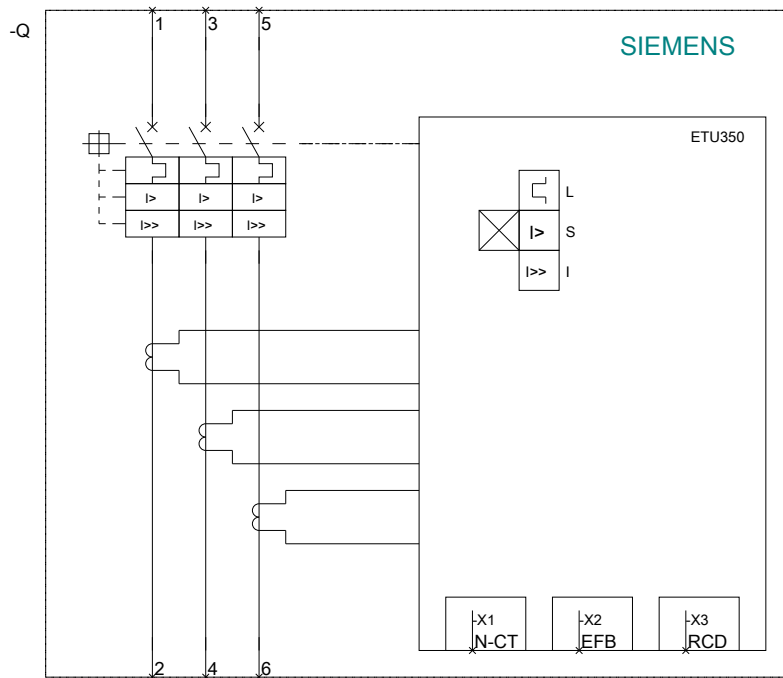 -Q
1 3 5
SIEMENS
ETU350
L
I> I> I> I> S
I>> I>> I>> I>> I
-X1 -X2 -X3
N-CT EFB RCD
2 4 6